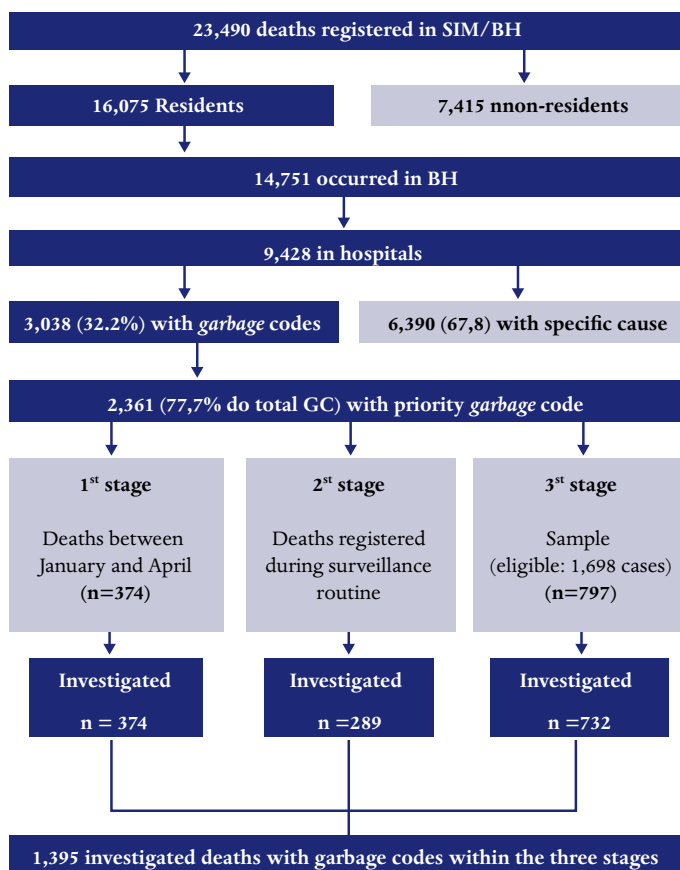 23,490 deaths registered in SIM/BH
16,075 Residents
7,415 nnon-residents
14,751 occurred in BH
9,428 in hospitals
3,038 (32.2%) with garbage codes
6,390 (67,8) with specific cause
2,361 (77,7% do total GC) with priority garbage code
1st stage
Deaths between
January and April
(n=374)
2st stage
Deaths registered
during surveillance
routine
3st stage
Sample
(eligible: 1,698 cases)
(n=797)
Investigated
n = 374
Investigated
n =289
Investigated
n =732
1,395 investigated deaths with garbage codes within the three stages